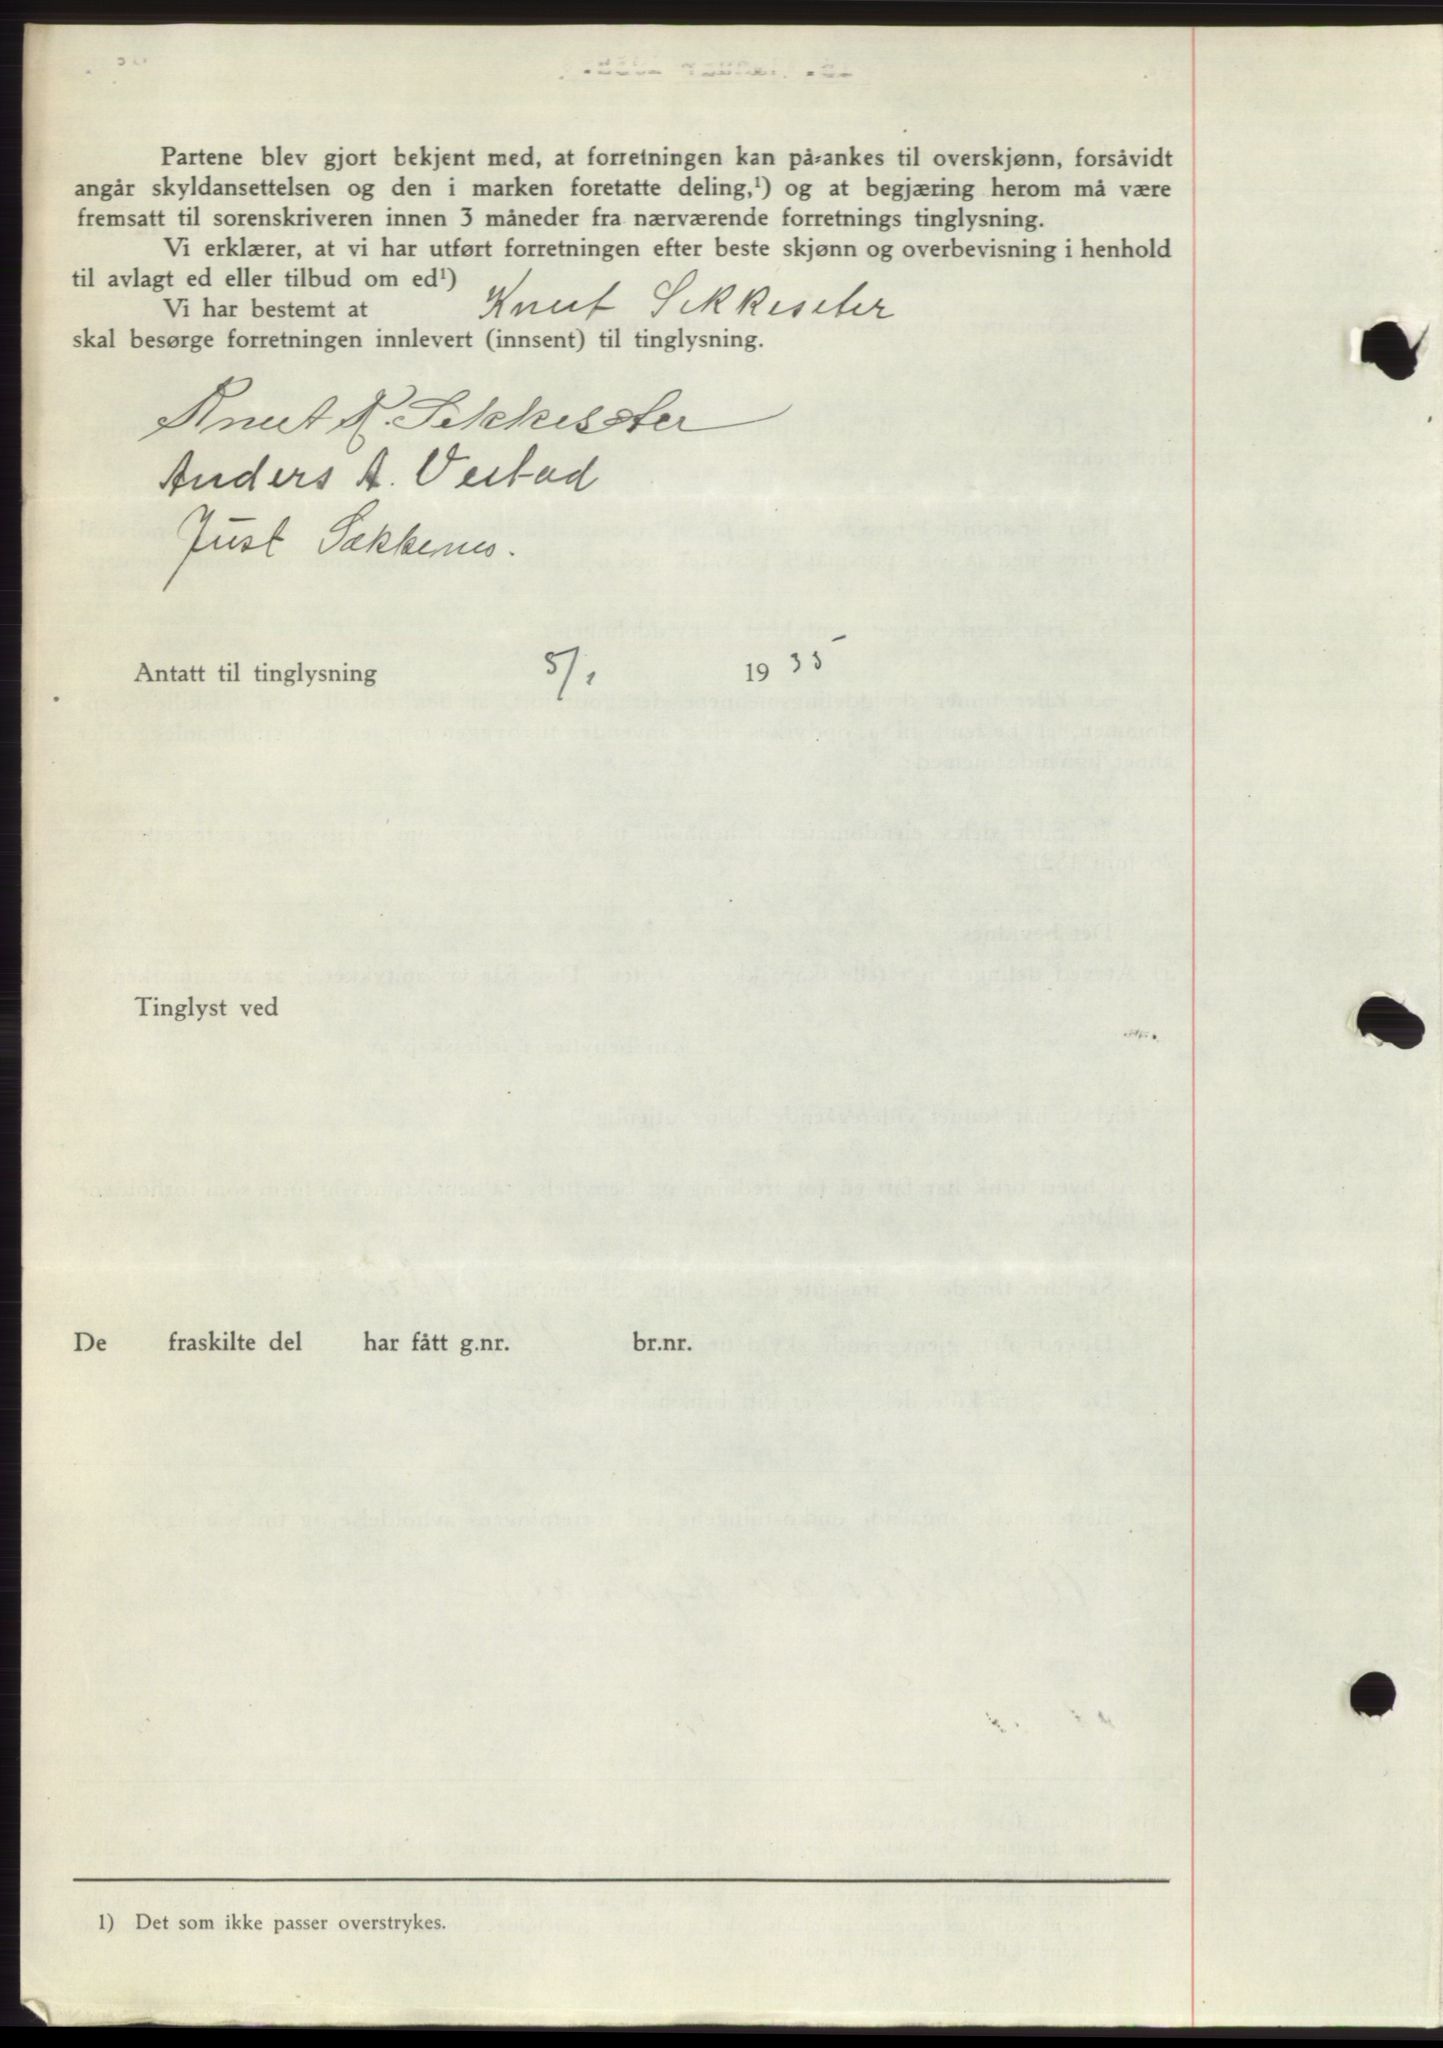 Partene blev gjort bekjent med, at forretningen kan på-ankes til overskjønn, forsåvidt
angår skyldansettelsen og den i marken foretatte deling,¹) og at begjæring herom må være
fremsatt til sorenskriveren innen 3 måneder fra nærværende forretnings tinglysning.
Vi erklærer, at vi har utført forretningen efter beste skjønn og overbevisning i henhold
til avlagt ed eller tilbud om ed¹)
Vi har bestemt at Knut Sekkeseter
skal besørge forretningen innlevert (innsent) til tinglysning.
Knut K. Sekkeseter
Anders A. Vestad
Just Sekkenes.
Antatt til tinglysning 5/1 1935
Tinglyst ved
De fraskilte del har fått g.nr. br.nr.
1) Det som ikke passer overstrykes.